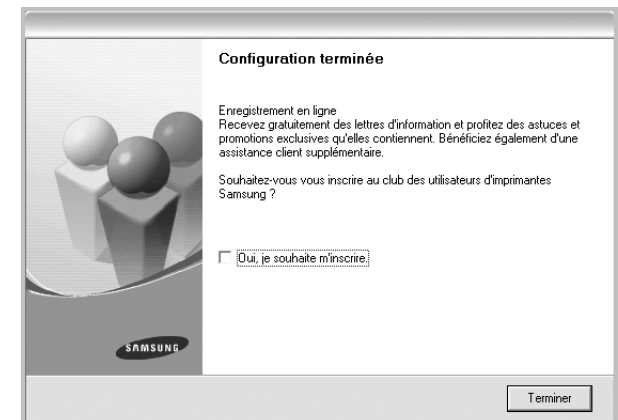 Configuration terminée
Enregistrement en ligne
Recevez gratuitement des lettres d'information et profitez des astuces et
promotions exclusives qu'elles contiennent. Bénéficiez également d'une
assistance client supplémentaire.
Souhaitez-vous vous inscrire au club des utilisateurs d'imprimantes
Samsung ?
Oui, je souhaite m'inscrire.
SAMSUNG
Terminer